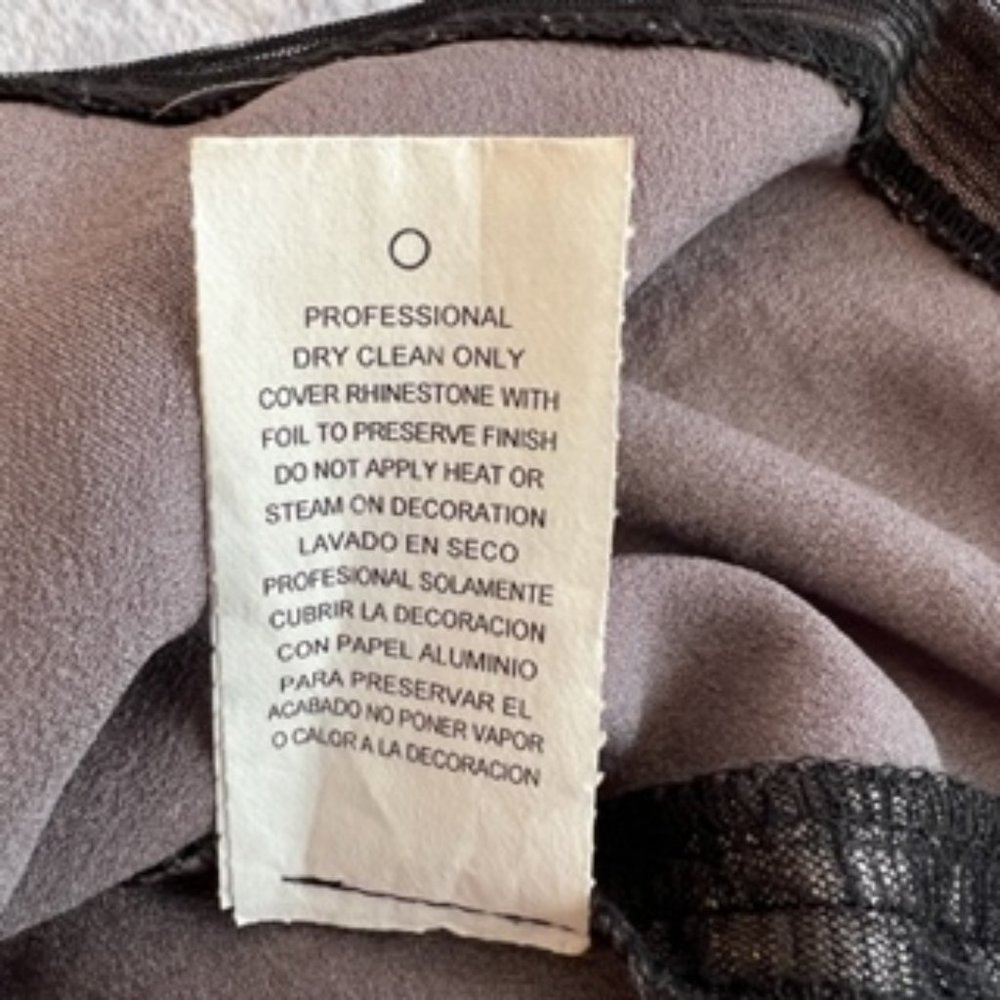 PROFESSIONAL
DRY CLEAN ONLY
COVER RHINESTONE WITH
FOIL TO PRESERVE FINISH
DO NOT APPLY HEAT OR
STEAM ON DECORATION
LAVADO EN SECO
PROFESIONAL SOLAMENTE
CUBRIR LA DECORACION
CON PAPEL ALUMINIO
PARA PRESERVAR EL
ACABADO NO PONER VAPOR
O CALOR A LA DECORACION